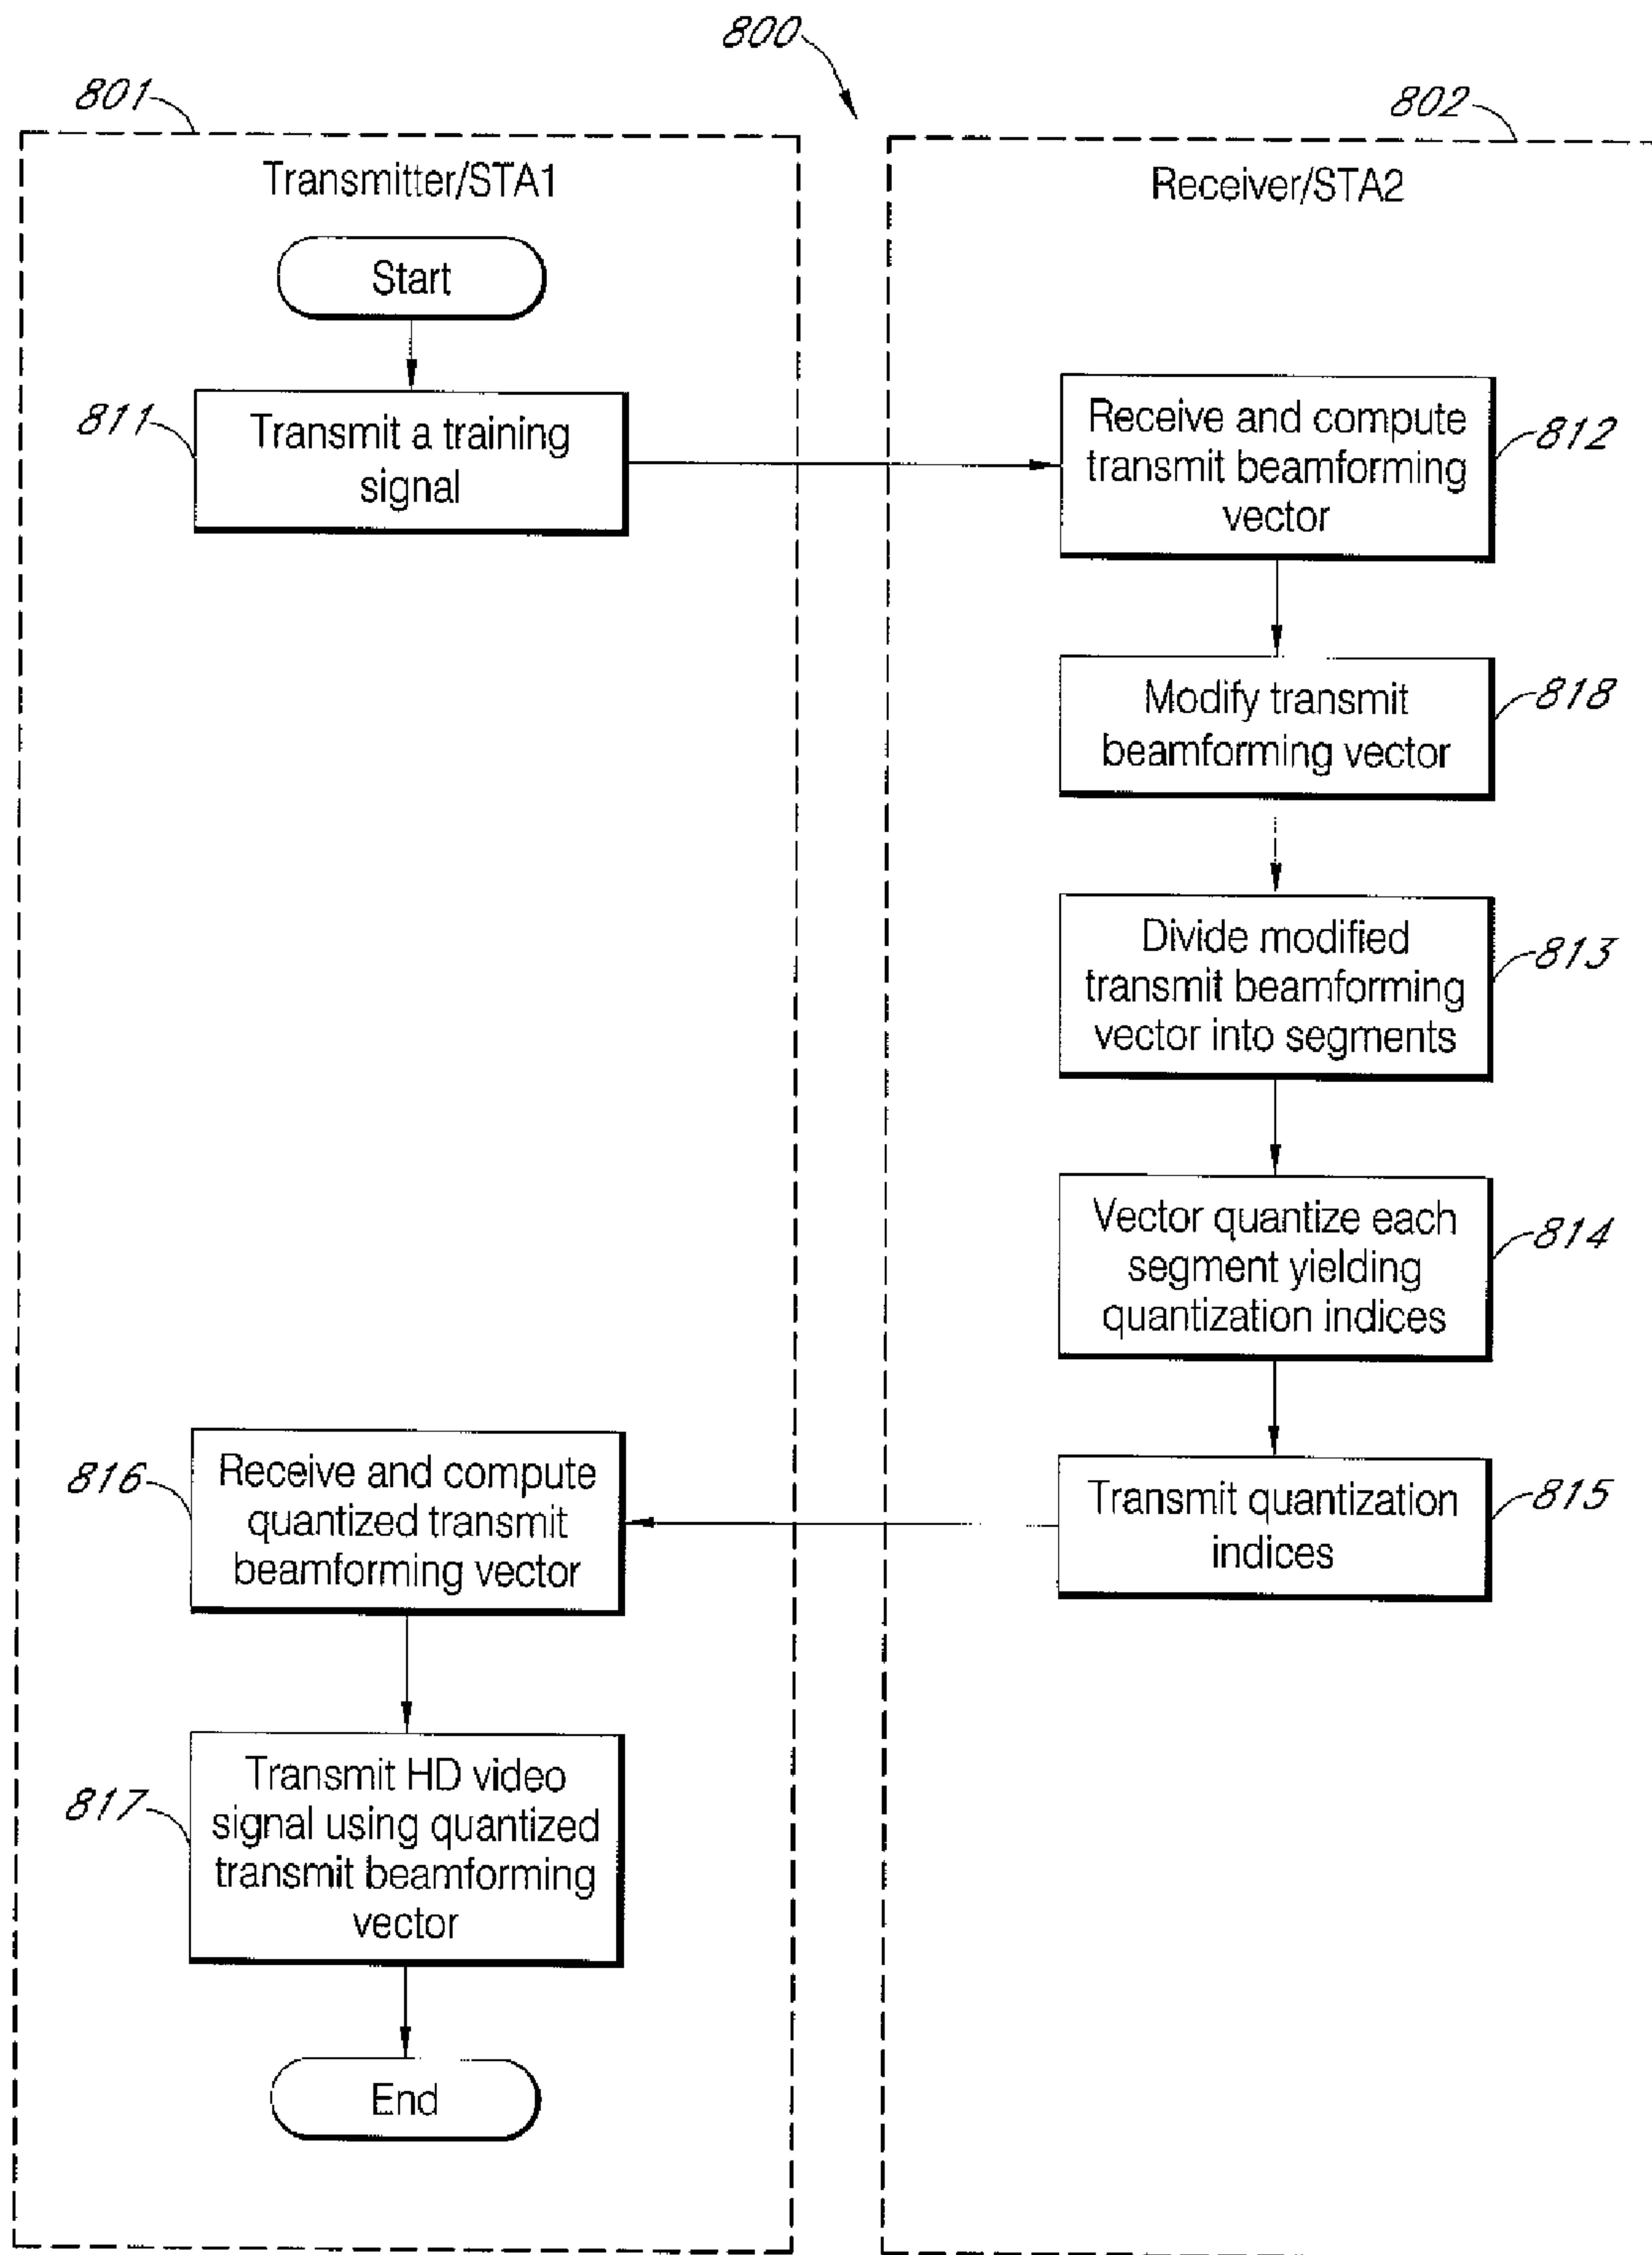 800
801
802
Transmitter/STA1
Receiver/STA2
Start
811
Transmit a training
signal
Receive and compute
transmit beamforming
vector
812
Modify transmit
beamforming vector
818
Divide modified
transmit beamforming
vector into segments
813
Vector quantize each
segment yielding
quantization indices
814
Transmit quantization
indices
815
816
Receive and compute
quantized transmit
beamforming vector
817
Transmit HD video
signal using quantized
transmit beamforming
vector
End